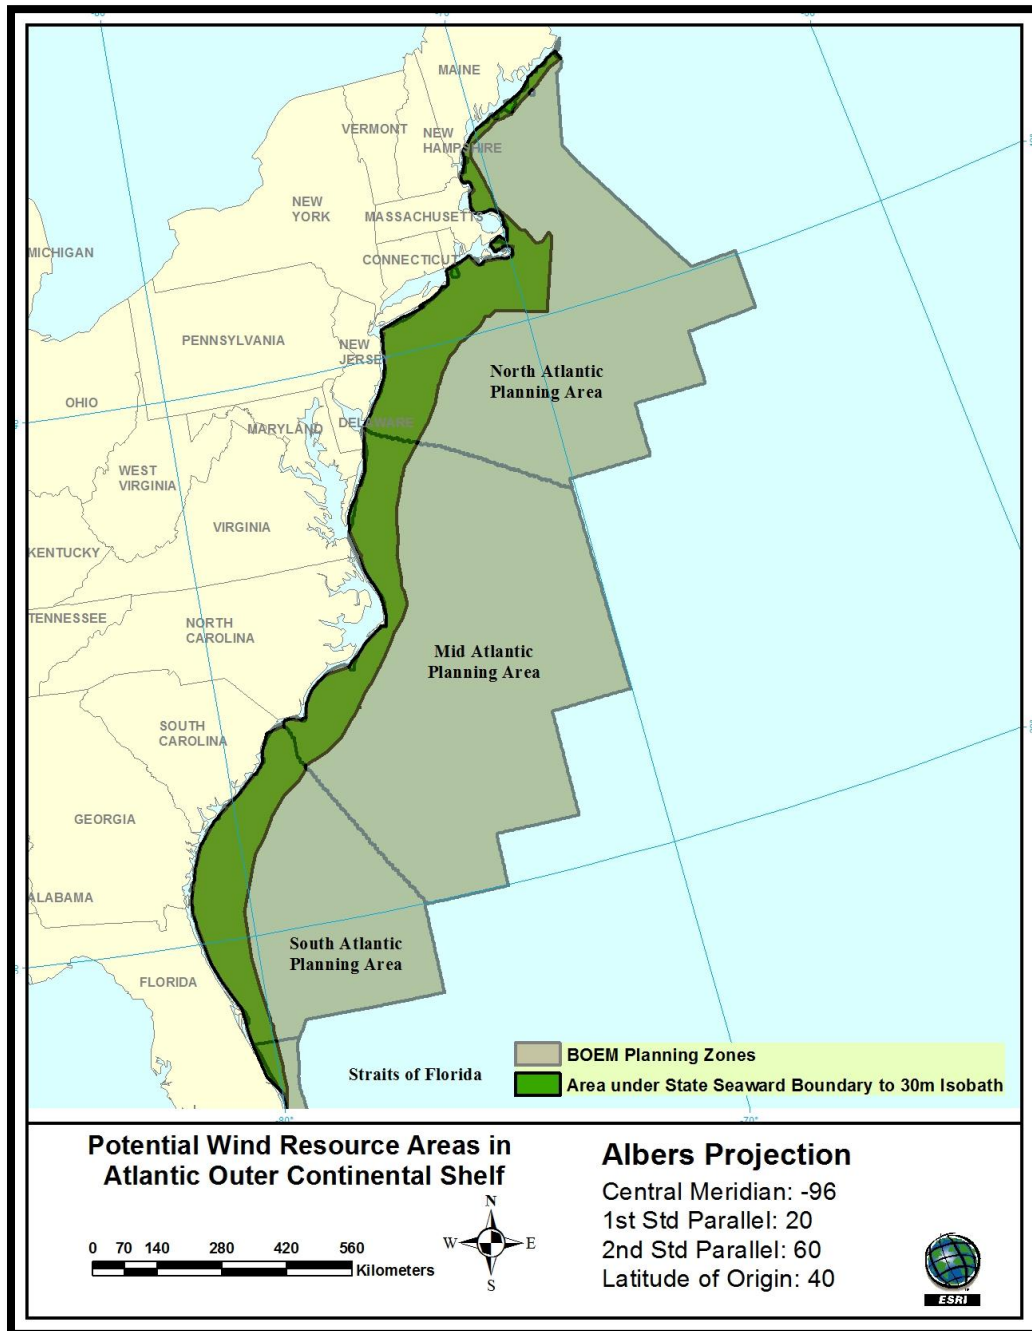 MAINE
VERMONT
NEW
HAMPSHIRE
NEW
YORK
MASSACHUSETTS
MICHIGAN
CONNECTICUT
PENNSYLVANIA
NEW
JERSEY
North Atlantic
Planning Area
OHIO
MARYLAND
DELAWARE
WEST
VIRGINIA
VIRGINIA
KENTUCKY
TENNESSEE
NORTH
CAROLINA
Mid Atlantic
Planning Area
SOUTH
CAROLINA
GEORGIA
ALABAMA
South Atlantic
Planning Area
FLORIDA
Straits of Florida
BOEM Planning Zones
Area under State Seaward Boundary to 30m Isobath
-80°
-70°
Potential Wind Resource Areas in
Atlantic Outer Continental Shelf
N
W E
S
0 70 140 280 420 560
Kilometers
Albers Projection
Central Meridian: -96
1st Std Parallel: 20
2nd Std Parallel: 60
Latitude of Origin: 40
ESRI